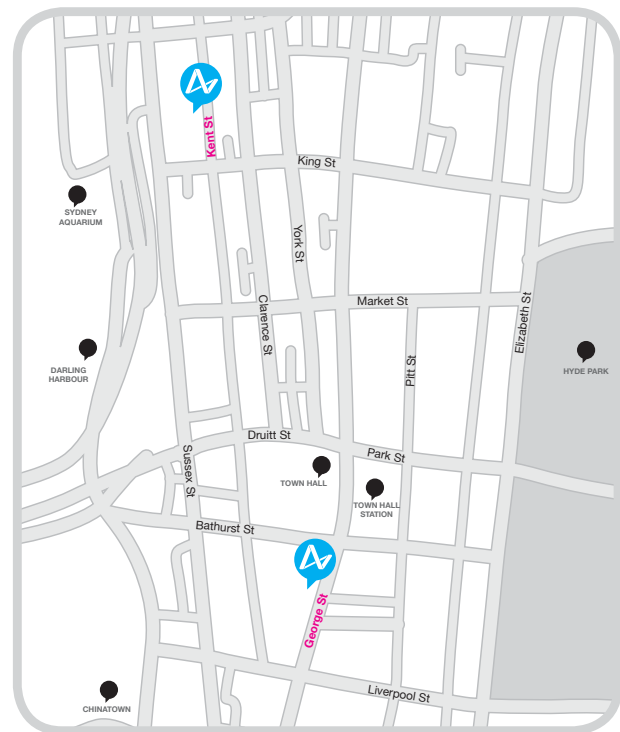 Kent St
King St
SYDNEY
AQUARIUM
York St
Market St
Clarence St
Elizabeth St
DARLING
HARBOUR
Pitt St
HYDE PARK
Druitt St
Sussex St
Park St
TOWN HALL
TOWN HALL
STATION
Bathurst St
George St
Liverpool St
CHINATOWN